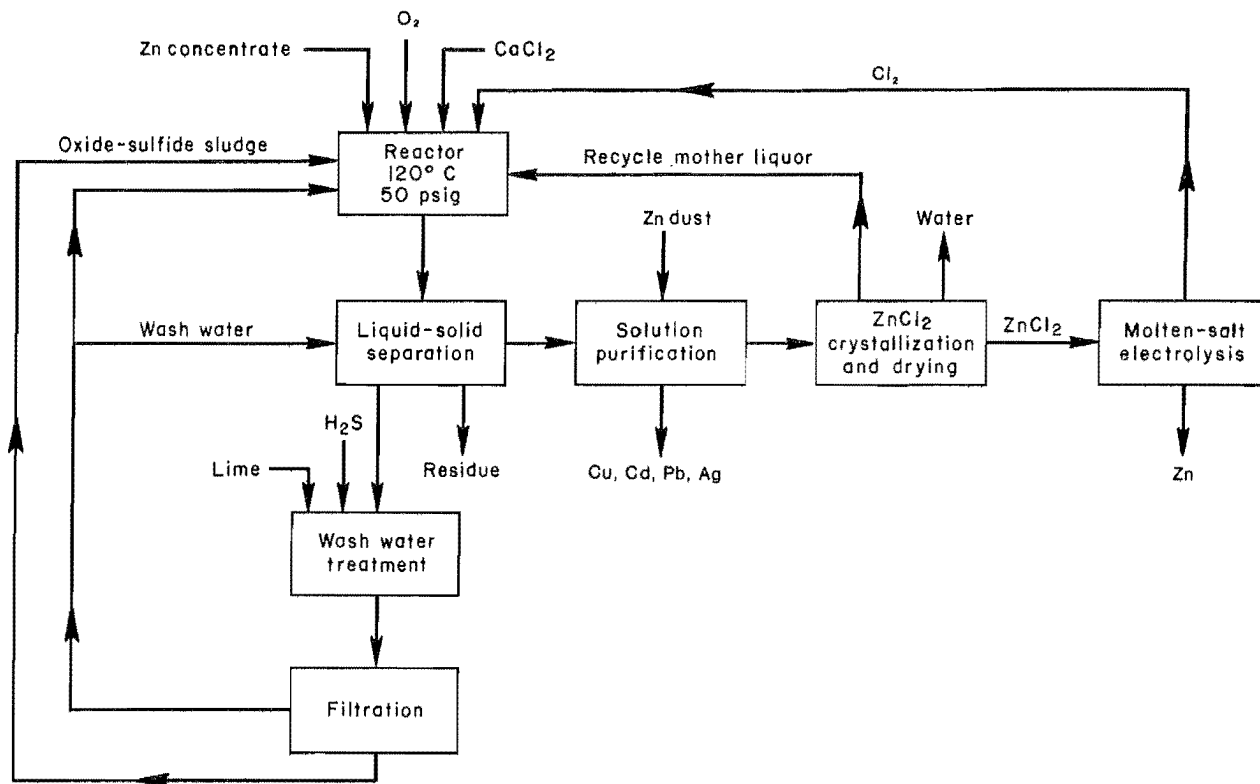 O₂
Zn concentrate
CaCl₂
Cl₂
Oxide-sulfide sludge
Reactor
120° C
50 psig
Recycle mother liquor
Zn dust
Water
Wash water
Liquid-solid
separation
Solution
purification
ZnCl₂
crystallization
and drying
ZnCl₂
Molten-salt
electrolysis
H₂S
Lime
Residue
Cu, Cd, Pb, Ag
Zn
Wash water
treatment
Filtration